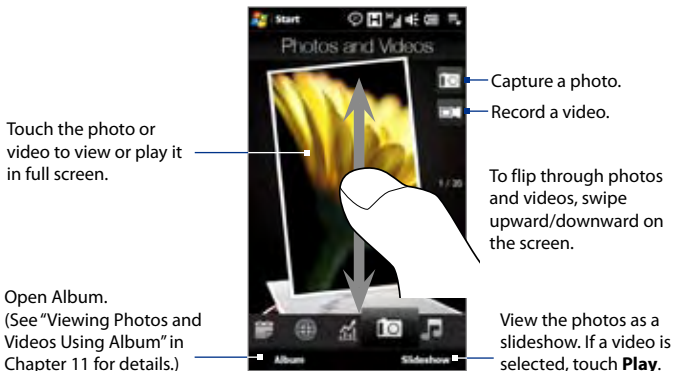 Start
Photos and Videos
Capture a photo.
Record a video.
Touch the photo or
video to view or play it
in full screen.
1 / 35
To flip through photos
and videos, swipe
upward/downward on
the screen.
Open Album.
(See “Viewing Photos and
Videos Using Album” in
Chapter 11 for details.)
Album
Slideshow
View the photos as a
slideshow. If a video is
selected, touch Play.